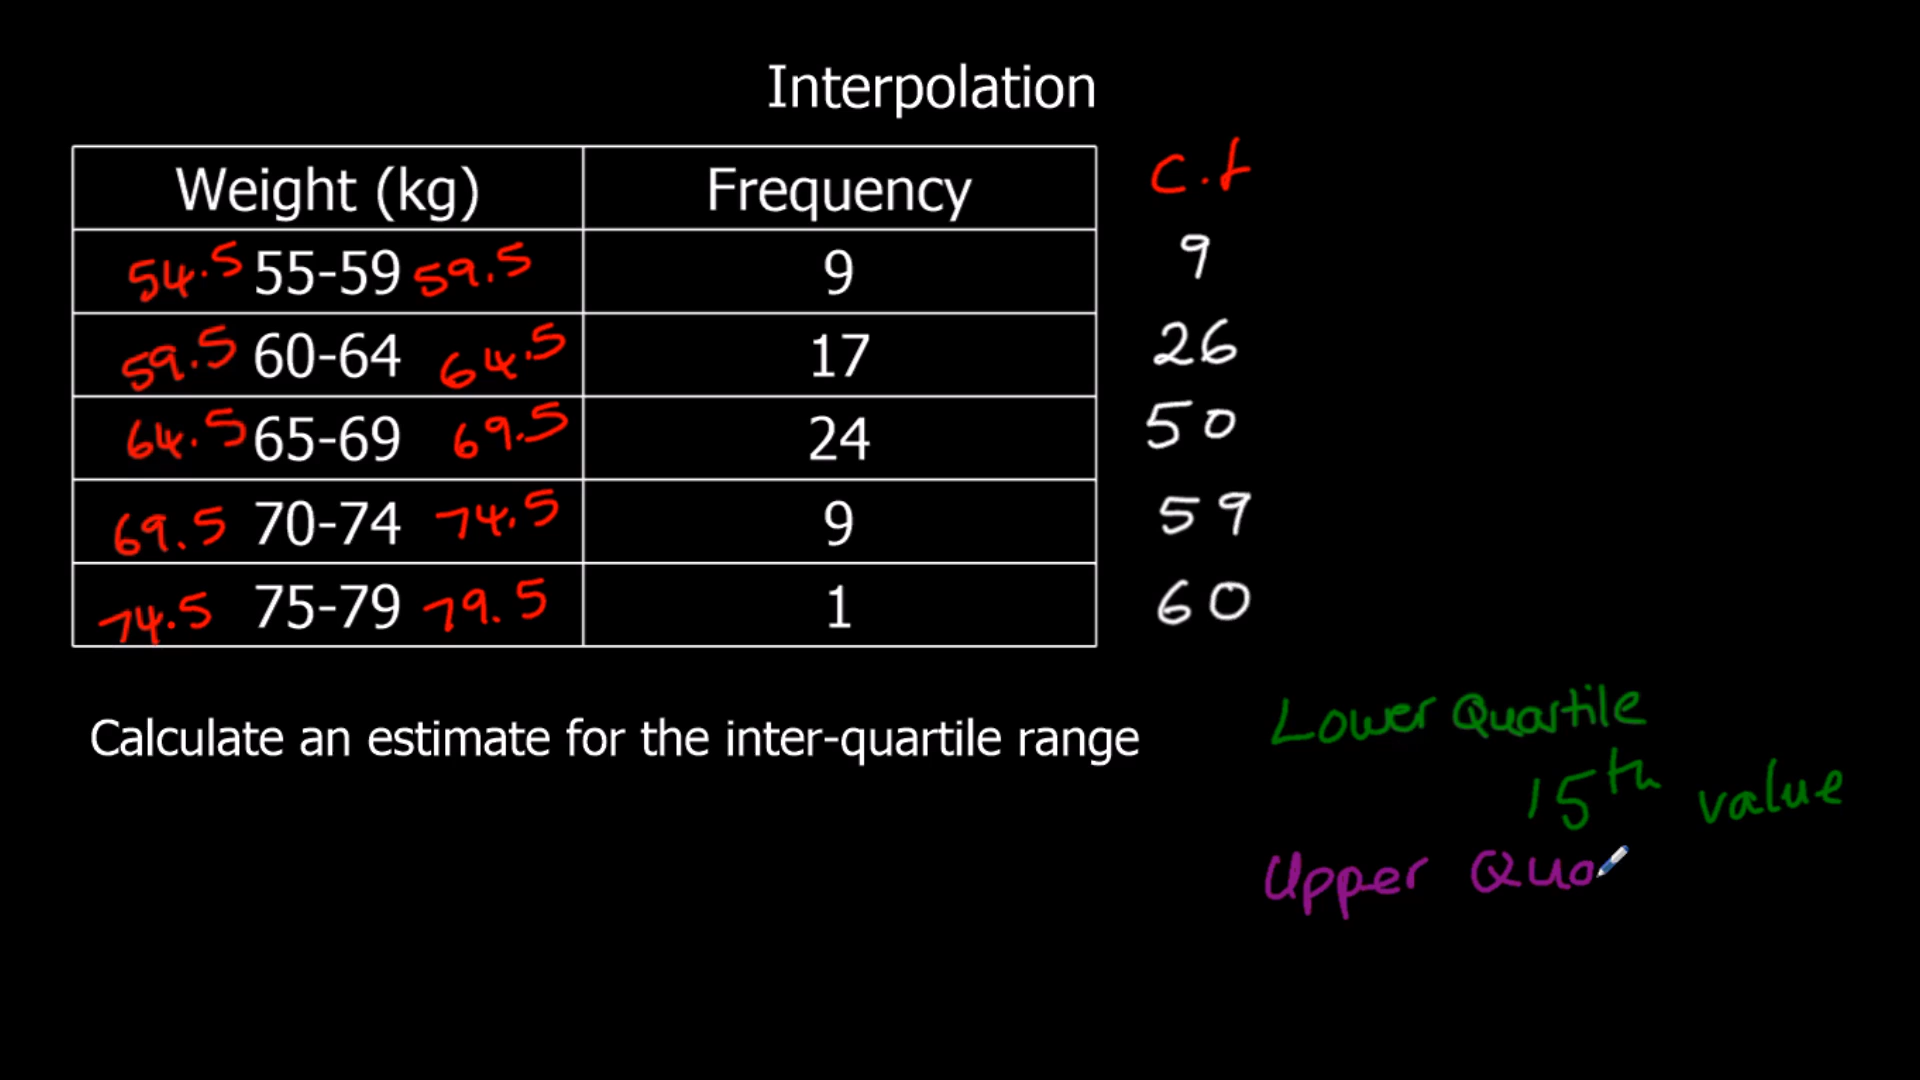 Interpolation
Weight (kg) Frequency c.f
54.5 55-59 59.5 9 9
59.5 60-64 64.5 17 26
64.5 65-69 69.5 24 50
69.5 70-74 74.5 9 59
74.5 75-79 79.5 1 60
Calculate an estimate for the inter-quartile range
Lower Quartile
15th value
Upper Qua